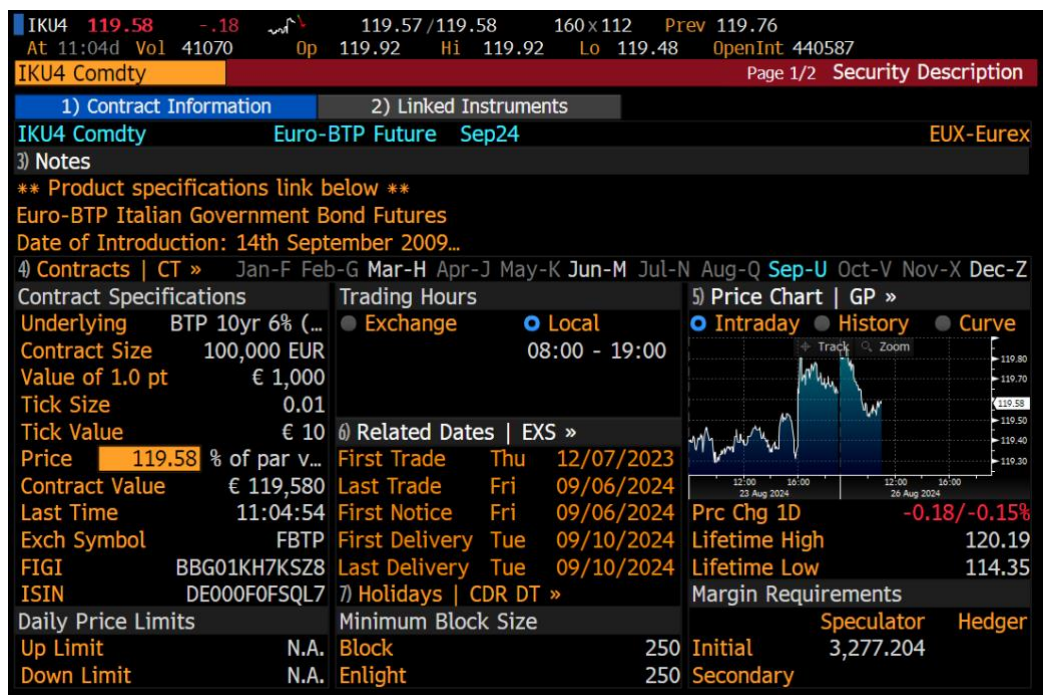 IKU4 119.58 -.18 119.57/119.58 160x112 Prev 119.76
At 11:04d Vol 41070 Op 119.92 Hi 119.92 Lo 119.48 OpenInt 440587
IKU4 Comdty Page 1/2 Security Description
1) Contract Information 2) Linked Instruments
IKU4 Comdty Euro-BTP Future Sep24 EUX-Eurex
3) Notes
** Product specifications link below **
Euro-BTP Italian Government Bond Futures
Date of Introduction: 14th September 2009…
4) Contracts | CT » Jan-F Feb-G Mar-H Apr-J May-K Jun-M Jul-N Aug-Q Sep-U Oct-V Nov-X Dec-Z
Contract Specifications
Underlying BTP 10yr 6% (…
Contract Size 100,000 EUR
Value of 1.0 pt € 1,000
Tick Size 0.01
Tick Value € 10
Price 119.58 % of par v…
Contract Value € 119,580
Last Time 11:04:54
Exch Symbol FBTP
FIGI BBG01KH7KSZ8
ISIN DE000F0FSQL7
Daily Price Limits
Up Limit N.A.
Down Limit N.A.
Trading Hours
Exchange Local
08:00 - 19:00
6) Related Dates | EXS »
First Trade Thu 12/07/2023
Last Trade Fri 09/06/2024
First Notice Fri 09/06/2024
First Delivery Tue 09/10/2024
Last Delivery Tue 09/10/2024
7) Holidays | CDR DT »
Minimum Block Size
Block 250
Enlight 250
5) Price Chart | GP »
Intraday History Curve
Track Zoom
119.80
119.70
119.58
119.50
119.40
119.30
12:00 16:00 12:00 16:00
23 Aug 2024 26 Aug 2024
Prc Chg 1D -0.18/-0.15%
Lifetime High 120.19
Lifetime Low 114.35
Margin Requirements
Speculator Hedger
Initial 3,277.204
Secondary